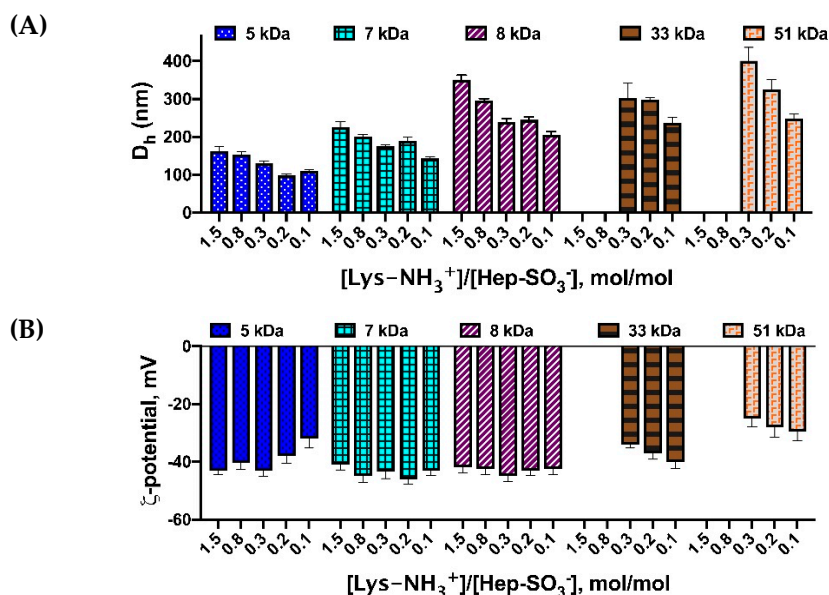 (A)
5 kDa 7 kDa 8 kDa 33 kDa 51 kDa
Dh (nm)
400
300
200
100
0
1.5 0.8 0.3 0.2 0.1 1.5 0.8 0.3 0.2 0.1 1.5 0.8 0.3 0.2 0.1 1.5 0.8 0.3 0.2 0.1 1.5 0.8 0.3 0.2 0.1
[Lys−NH3+]/[Hep-SO3-], mol/mol
(B)
5 kDa 7 kDa 8 kDa 33 kDa 51 kDa
ζ-potential, mV
0
-20
-40
-60
1.5 0.8 0.3 0.2 0.1 1.5 0.8 0.3 0.2 0.1 1.5 0.8 0.3 0.2 0.1 1.5 0.8 0.3 0.2 0.1 1.5 0.8 0.3 0.2 0.1
[Lys−NH3+]/[Hep-SO3-], mol/mol